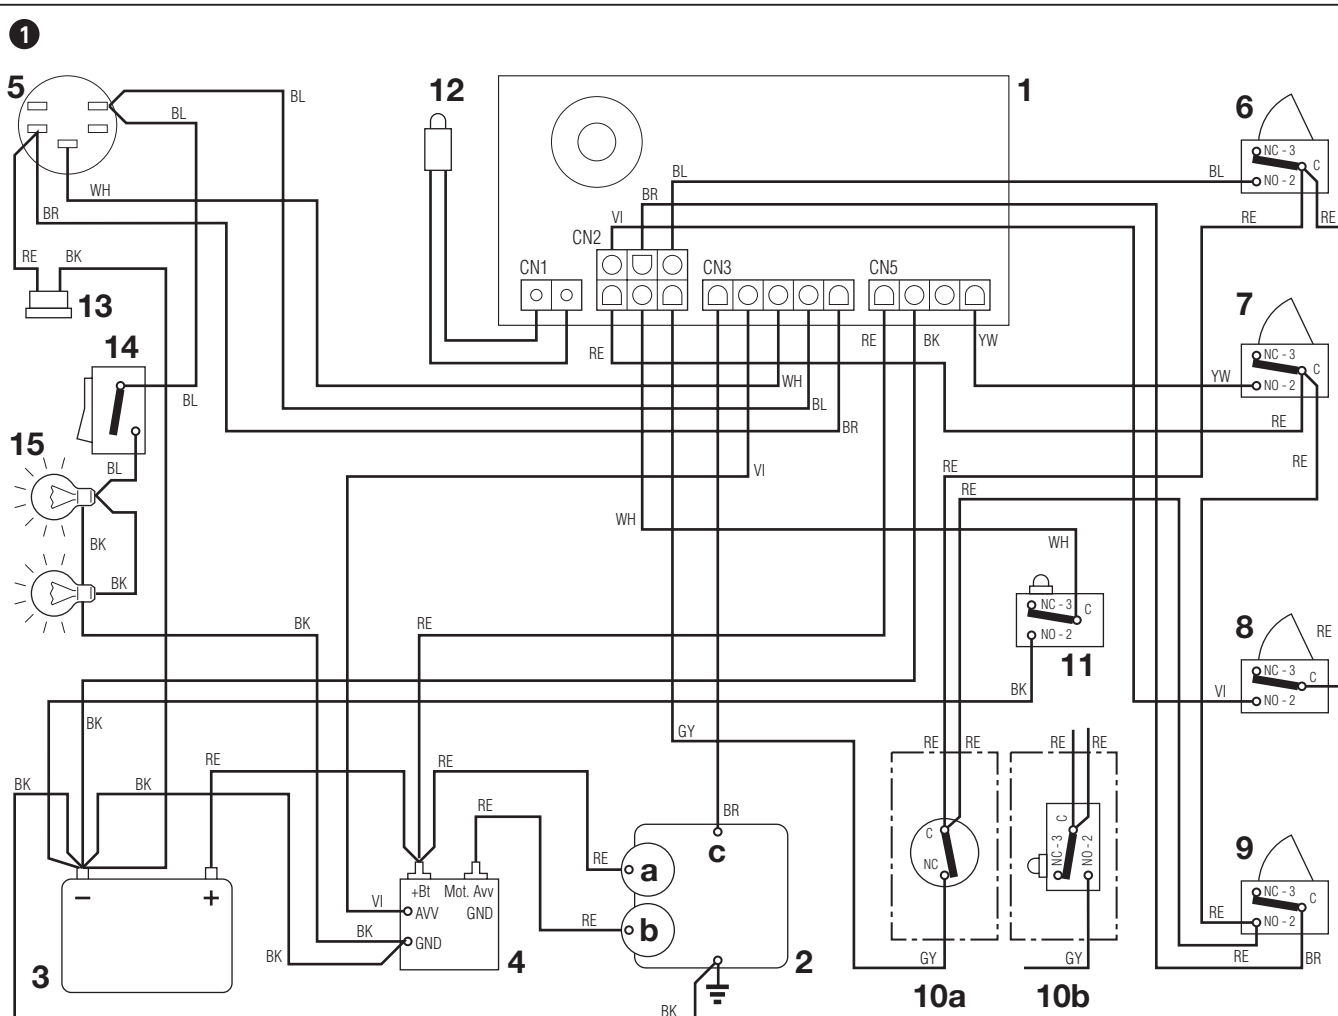 1
5
BL
BL
WH
BR
RE
BK
13
12
1
CN1
CN2
CN3
CN5
VI
BR
BL
BL
6
NC - 3
C
NO - 2
RE
RE
7
NC - 3
C
NO - 2
YW
RE
RE
14
BL
15
BL
BK
BK
RE
RE
BK
YW
WH
BL
BR
VI
RE
RE
WH
WH
NC - 3
C
NO - 2
11
BK
8
RE
NC - 3
C
NO - 2
VI
BK
RE
BK
GY
BK
BK
RE
RE
RE
BR
RE
RE
C
NC
GY
10a
RE
RE
C
NC - 3
NO - 2
GY
10b
9
NC - 3
C
NO - 2
RE
RE
BR
–
+
3
+Bt
Mot. Avv
AVV
GND
GND
VI
BK
BK
4
c
a
b
RE
RE
2
BK